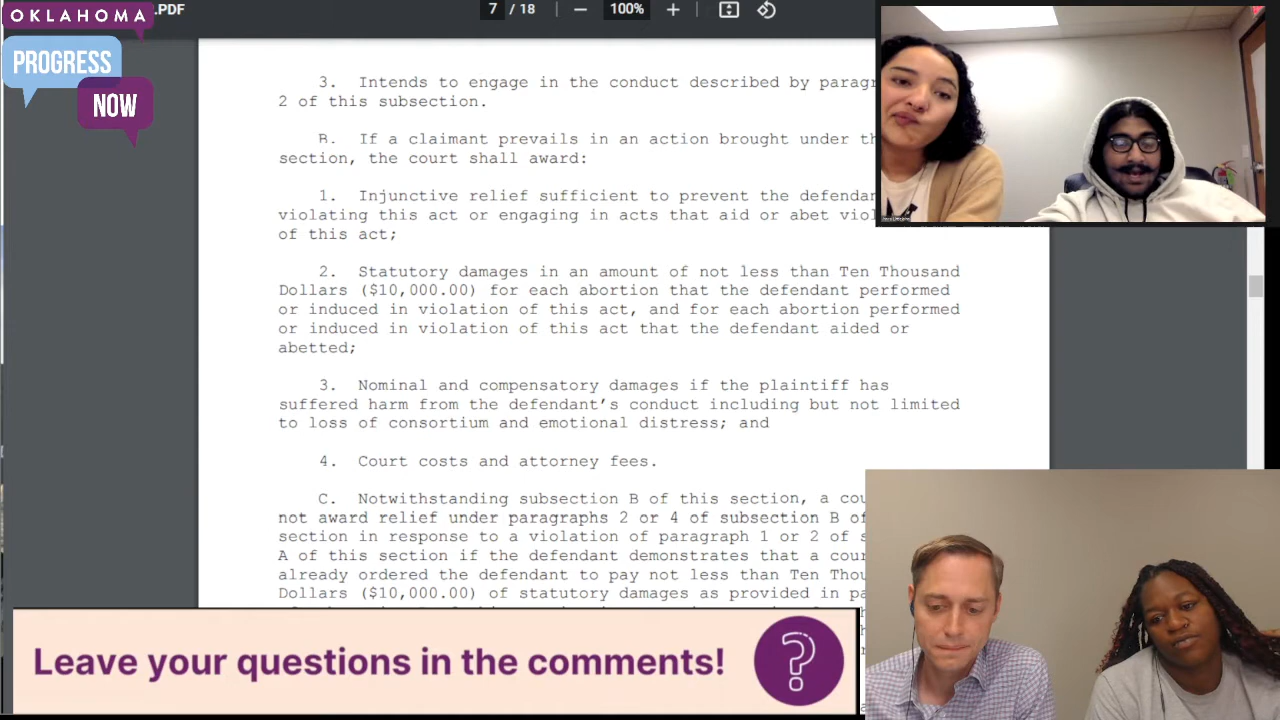 OKLAHOMA
PROGRESS
NOW
.PDF
7 / 18
100%
3. Intends to engage in the conduct described by paragr
2 of this subsection.
B. If a claimant prevails in an action brought under th
section, the court shall award:
1. Injunctive relief sufficient to prevent the defendan
violating this act or engaging in acts that aid or abet viol
of this act;
2. Statutory damages in an amount of not less than Ten Thousand
Dollars ($10,000.00) for each abortion that the defendant performed
or induced in violation of this act, and for each abortion performed
or induced in violation of this act that the defendant aided or
abetted;
3. Nominal and compensatory damages if the plaintiff has
suffered harm from the defendant's conduct including but not limited
to loss of consortium and emotional distress; and
4. Court costs and attorney fees.
C. Notwithstanding subsection B of this section, a cou
not award relief under paragraphs 2 or 4 of subsection B of
section in response to a violation of paragraph 1 or 2 of s
A of this section if the defendant demonstrates that a cour
already ordered the defendant to pay not less than Ten Thou
Dollars ($10,000.00) of statutory damages as provided in pa
Leave your questions in the comments!
?